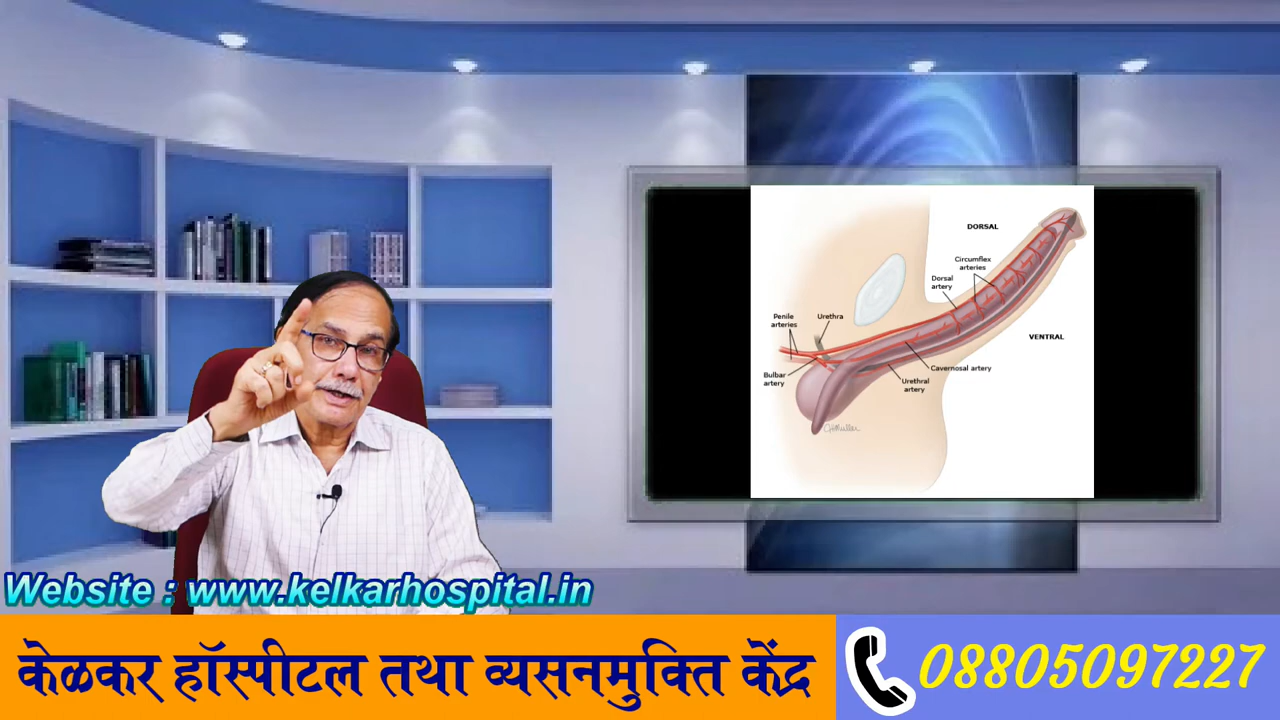 DORSAL
Circumflex
arteries
Dorsal
artery
Penile
arteries
Urethra
VENTRAL
Bulbar
artery
Cavernosal artery
Urethral
artery
CHMullar
Website : www.kelkarhospital.in
केळकर हॉस्पीटल तथा व्यसनमुक्ति केंद्र
08805097227